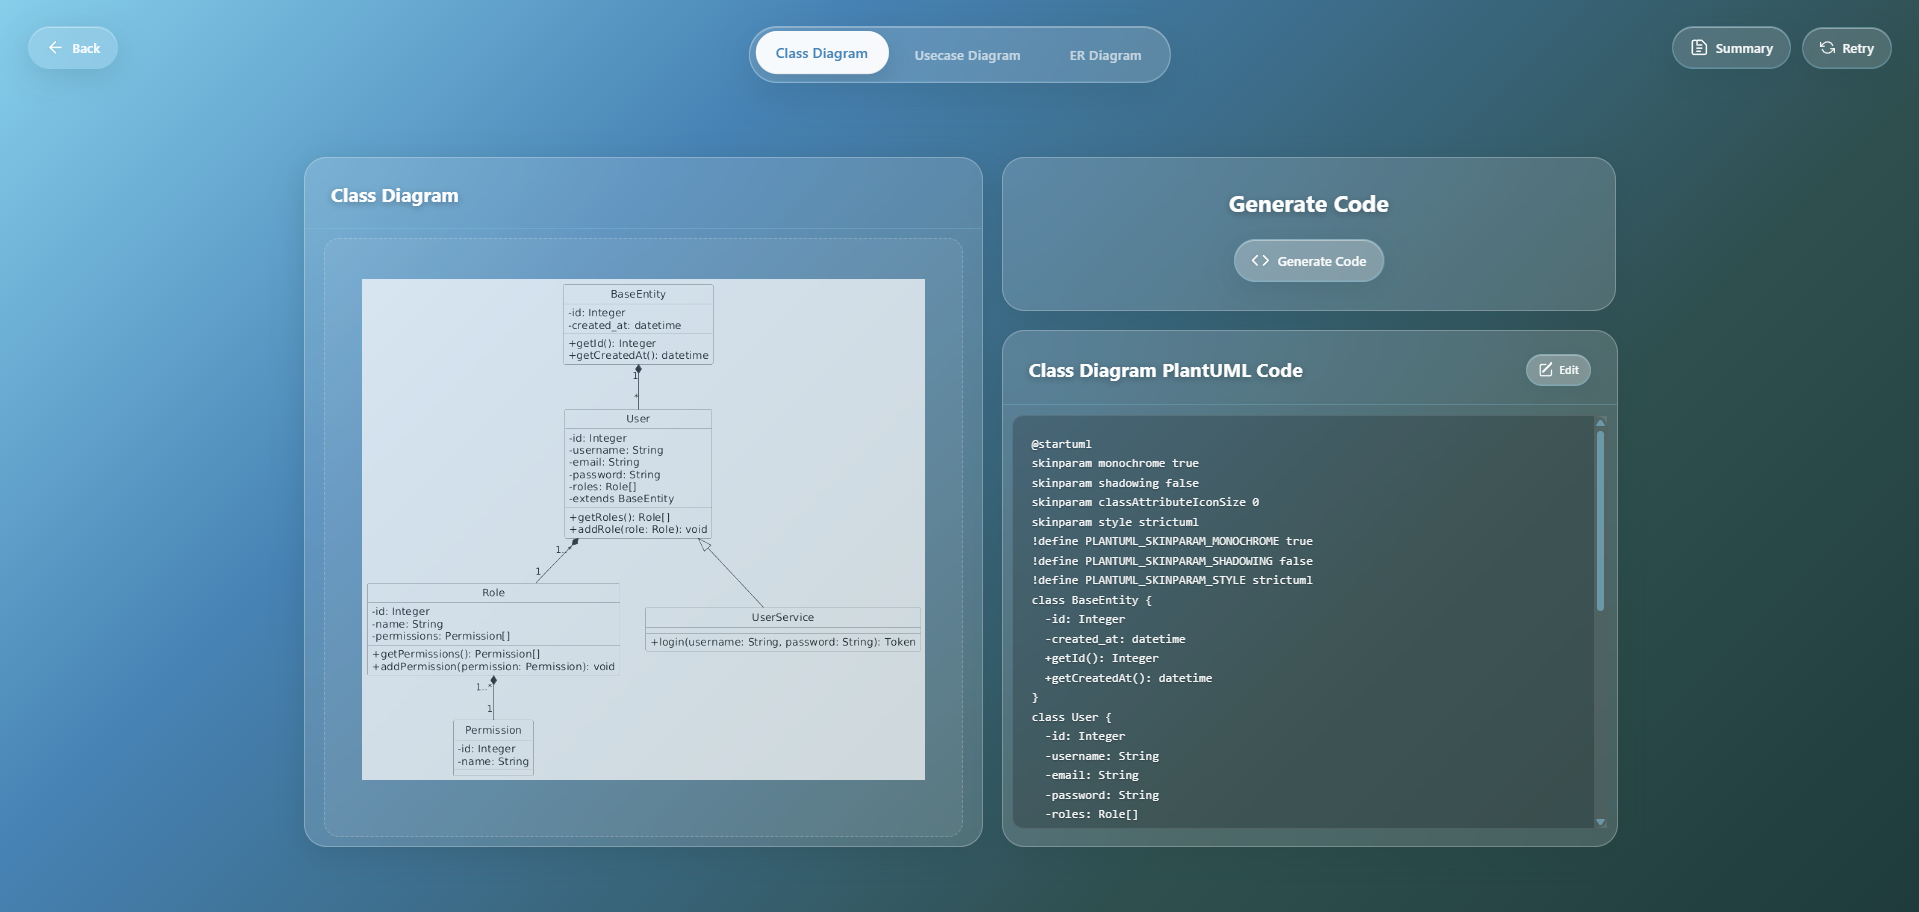 Back
Class Diagram
Usecase Diagram
ER Diagram
Summary
Retry
Class Diagram
BaseEntity
-id: Integer
-created_at: datetime
+getId(): Integer
+getCreatedAt(): datetime
1
*
User
-id: Integer
-username: String
-email: String
-password: String
-roles: Role[]
-extends BaseEntity
+getRoles(): Role[]
+addRole(role: Role): void
1..*
1
Role
-id: Integer
-name: String
-permissions: Permission[]
+getPermissions(): Permission[]
+addPermission(permission: Permission): void
UserService
+login(username: String, password: String): Token
1..*
1
Permission
-id: Integer
-name: String
Generate Code
Generate Code
Class Diagram PlantUML Code
Edit
@startuml
skinparam monochrome true
skinparam shadowing false
skinparam classAttributeIconSize 0
skinparam style strictuml
!define PLANTUML_SKINPARAM_MONOCHROME true
!define PLANTUML_SKINPARAM_SHADOWING false
!define PLANTUML_SKINPARAM_STYLE strictuml
class BaseEntity {
-id: Integer
-created_at: datetime
+getId(): Integer
+getCreatedAt(): datetime
}
class User {
-id: Integer
-username: String
-email: String
-password: String
-roles: Role[]